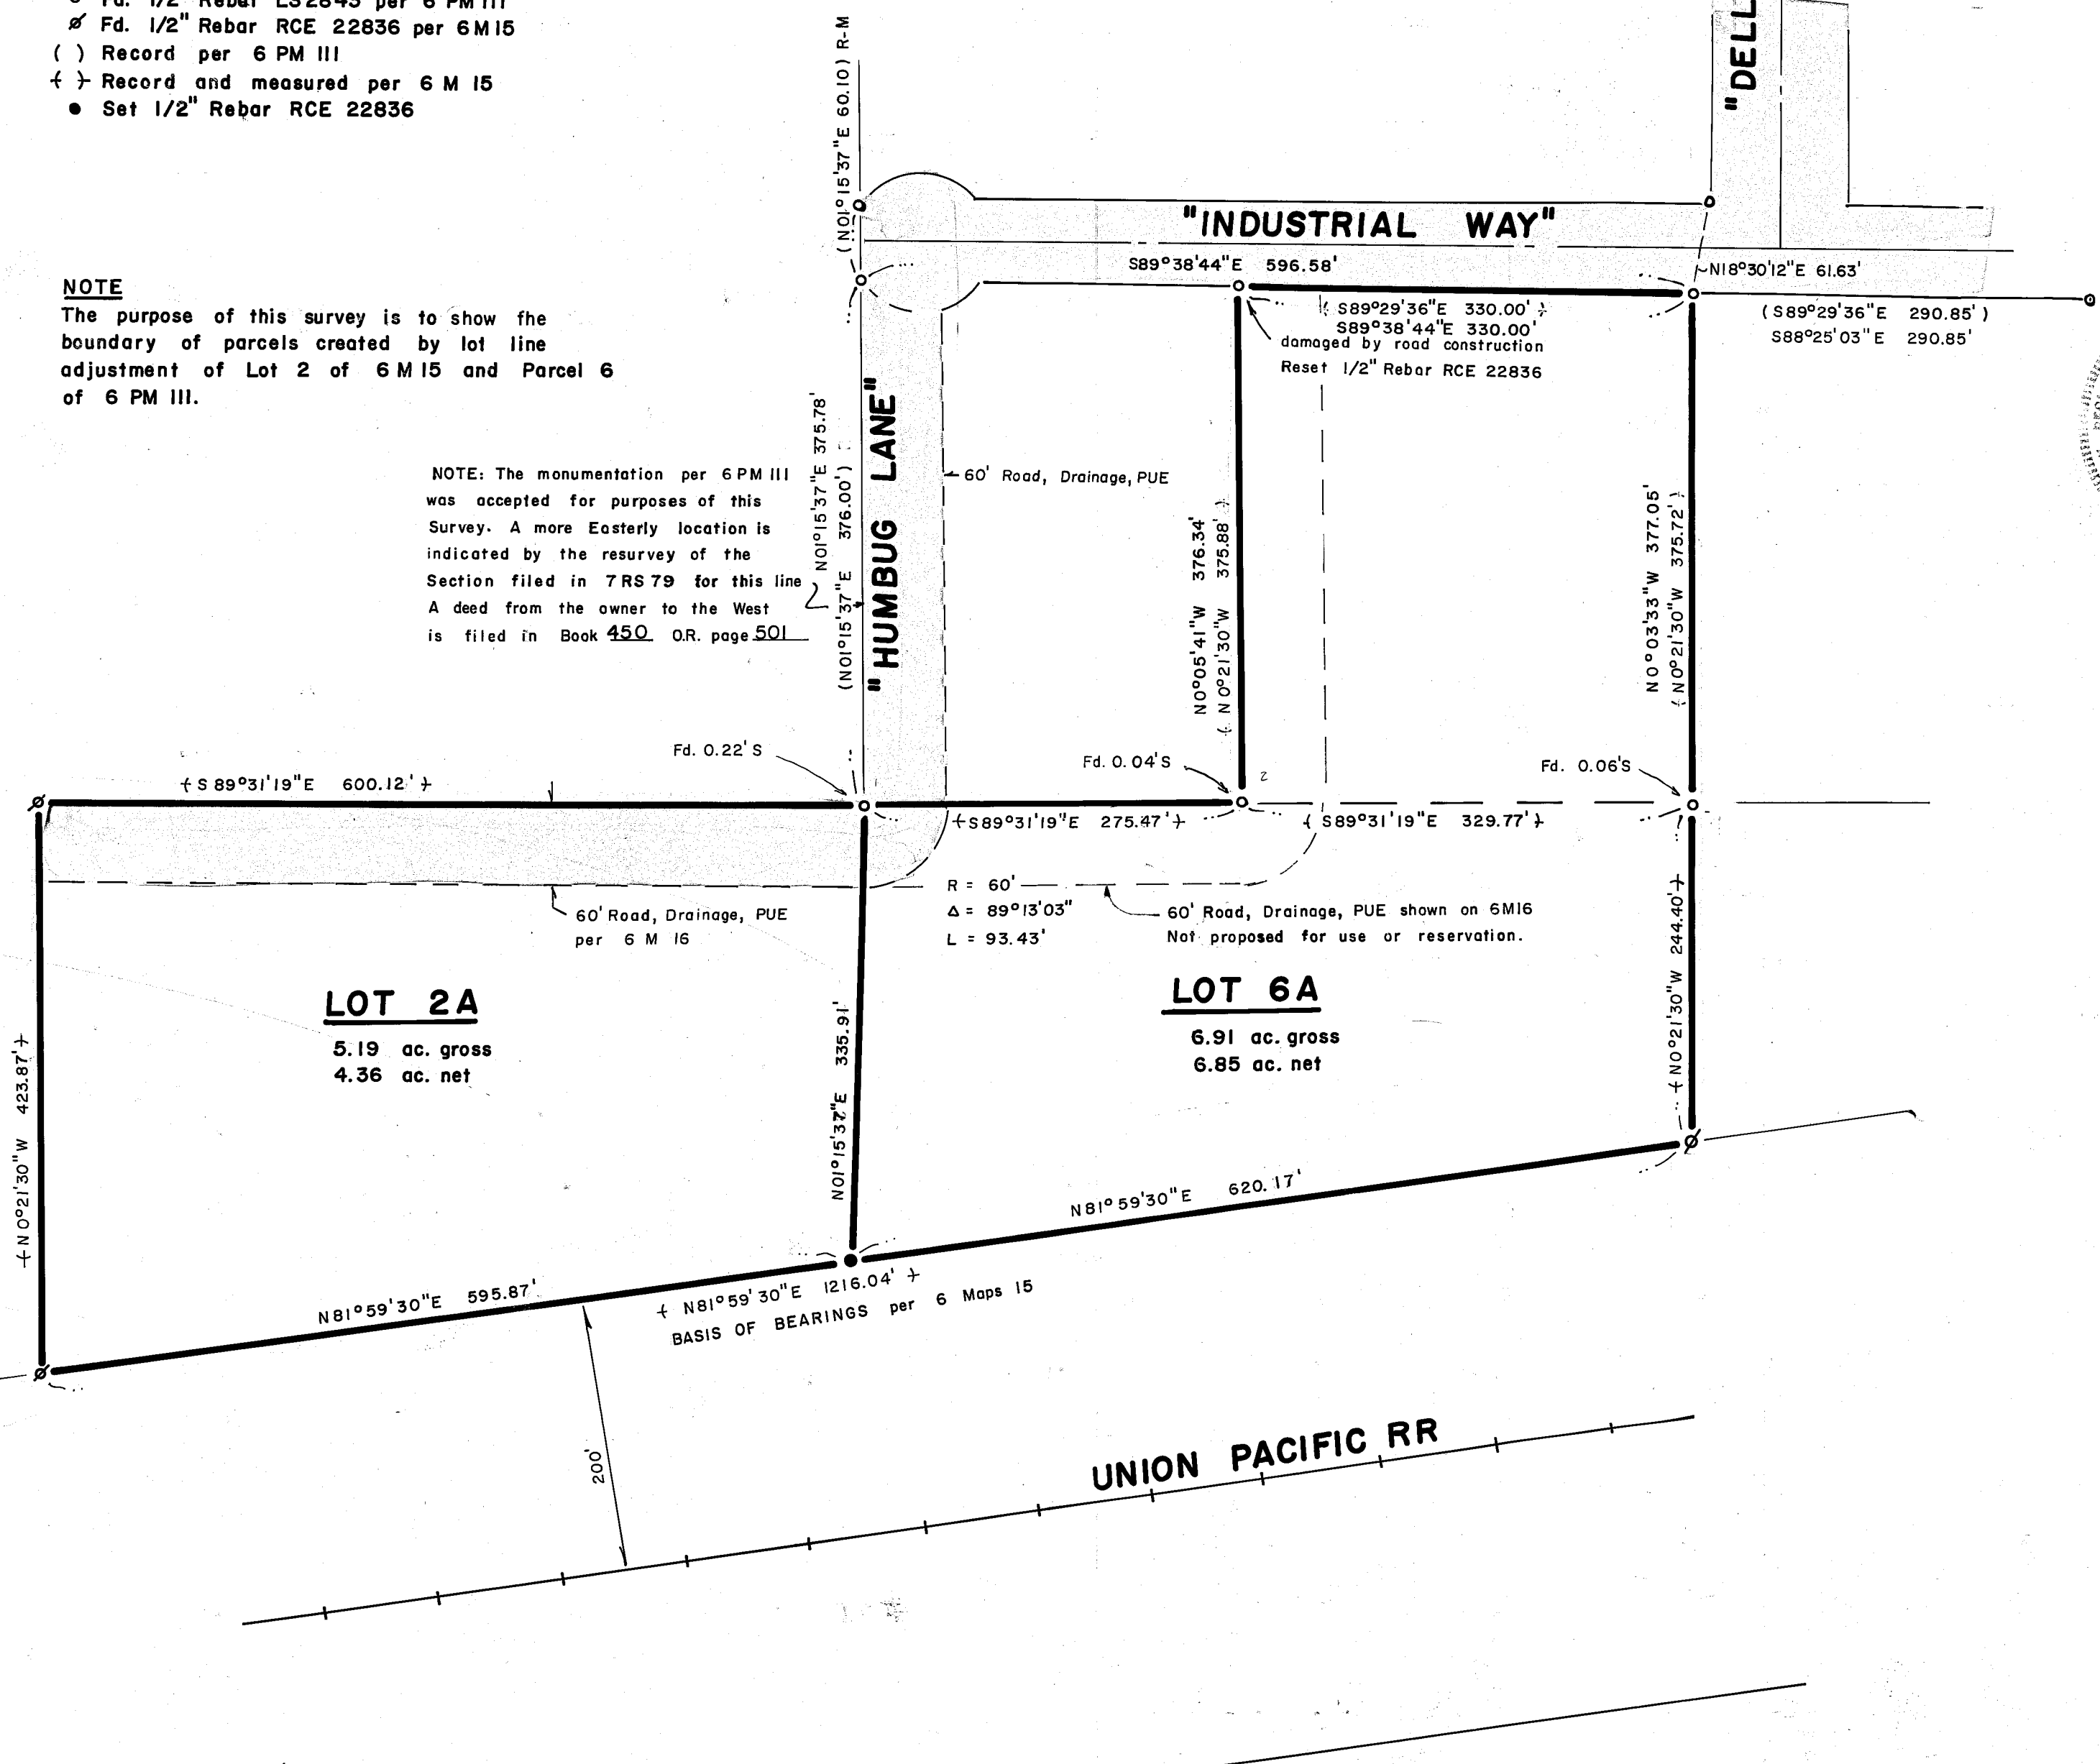 Fd. 1/2" Rebar LS2845 per 6 PM 111
Fd. 1/2" Rebar RCE 22836 per 6 M 15
( ) Record per 6 PM 111
{ } Record and measured per 6 M 15
Set 1/2" Rebar RCE 22836
NOTE
The purpose of this survey is to show the
boundary of parcels created by lot line
adjustment of Lot 2 of 6 M 15 and Parcel 6
of 6 PM 111.
(N01°15'37"E 60.10) R-M
"DELL
"INDUSTRIAL WAY"
S89°38'44"E 596.58'
N18°30'12"E 61.63'
{ S89°29'36"E 330.00' }
S89°38'44"E 330.00'
damaged by road construction
Reset 1/2" Rebar RCE 22836
(S89°29'36"E 290.85')
S88°25'03"E 290.85'
NOTE: The monumentation per 6 PM 111
was accepted for purposes of this
Survey. A more Easterly location is
indicated by the resurvey of the
Section filed in 7 RS 79 for this line
A deed from the owner to the West
is filed in Book 450 O.R. page 501
N01°15'37"E 375.78'
(N01°15'37"E 376.00')
"HUMBUG LANE"
60' Road, Drainage, PUE
N0°05'41"W 376.34'
{ N0°21'30"W 375.88' }
N0°03'33"W 377.05'
{ N0°21'30"W 375.72' }
Fd. 0.22' S
Fd. 0.04' S
2
Fd. 0.06' S
{ S 89°31'19"E 600.12' }
{ S89°31'19"E 275.47' }
{ S89°31'19"E 329.77' }
R = 60'
Δ = 89°13'03"
L = 93.43'
60' Road, Drainage, PUE
per 6 M 16
60' Road, Drainage, PUE shown on 6M16
Not proposed for use or reservation.
LOT 2A
5.19 ac. gross
4.36 ac. net
LOT 6A
6.91 ac. gross
6.85 ac. net
{ N 0°21'30"W 423.87' }
N01°15'37"E 335.91'
{ N0°21'30"W 244.40' }
N81°59'30"E 620.17'
N81°59'30"E 595.87'
{ N81°59'30"E 1216.04' }
BASIS OF BEARINGS per 6 Maps 15
200'
UNION PACIFIC RR